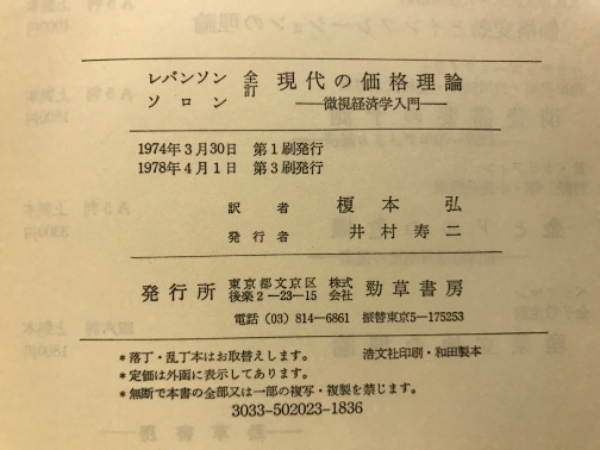 レバンソン 全訂 現代の価格理論
ソロン ―微視経済学入門―
1974年3月30日 第1刷発行
1978年4月1日 第3刷発行
訳者 榎本弘
発行者 井村寿二
発行所 東京都文京区後楽2-23-15 株式会社 勁草書房
電話(03)814-6861 振替東京5-175253
*落丁・乱丁本はお取替えします。 浩文社印刷・和田製本
*定価は外函に表示してあります。
*無断で本書の全部又は一部の複写・複製を禁じます。
3033-502023-1836